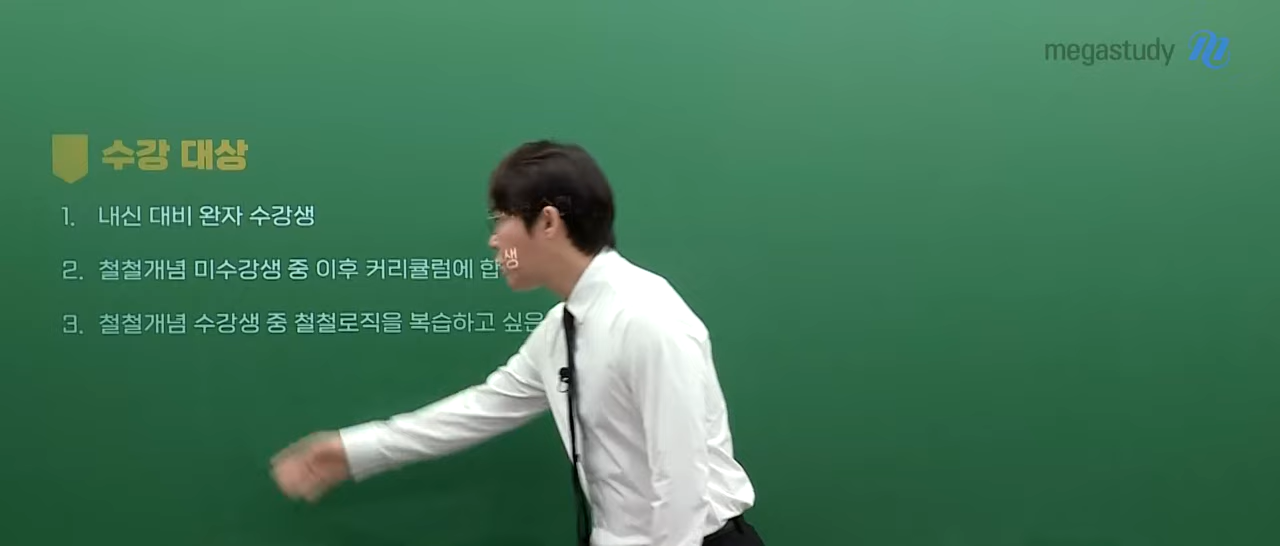 megastudy
수강 대상
1. 내신 대비 완자 수강생
2. 철철개념 미수강생 중 이후 커리큘럼에 합 생
3. 철철개념 수강생 중 철철로직을 복습하고 싶은